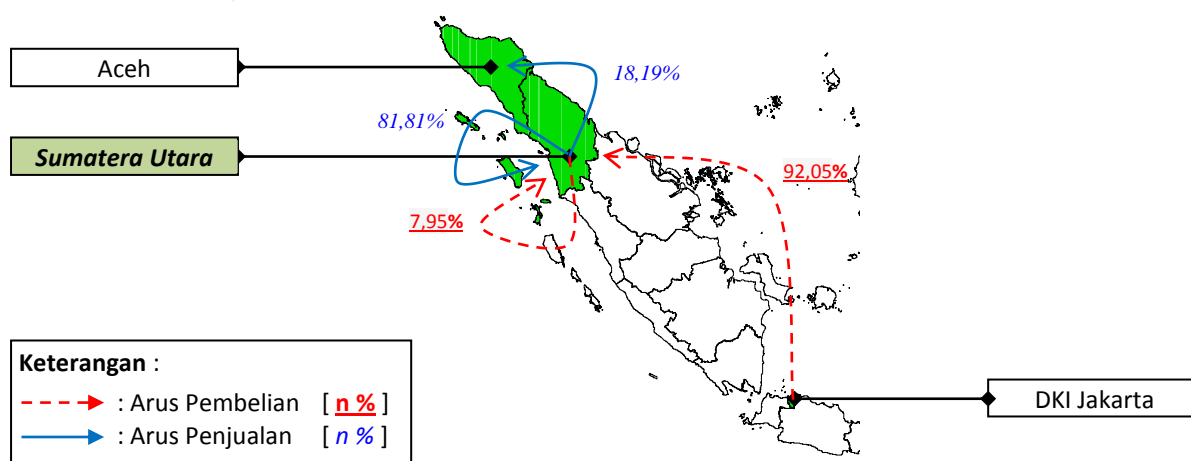 Aceh
18,19%
81,81%
Sumatera Utara
92,05%
7,95%
Keterangan :
: Arus Pembelian [ n % ]
: Arus Penjualan [ n % ]
DKI Jakarta